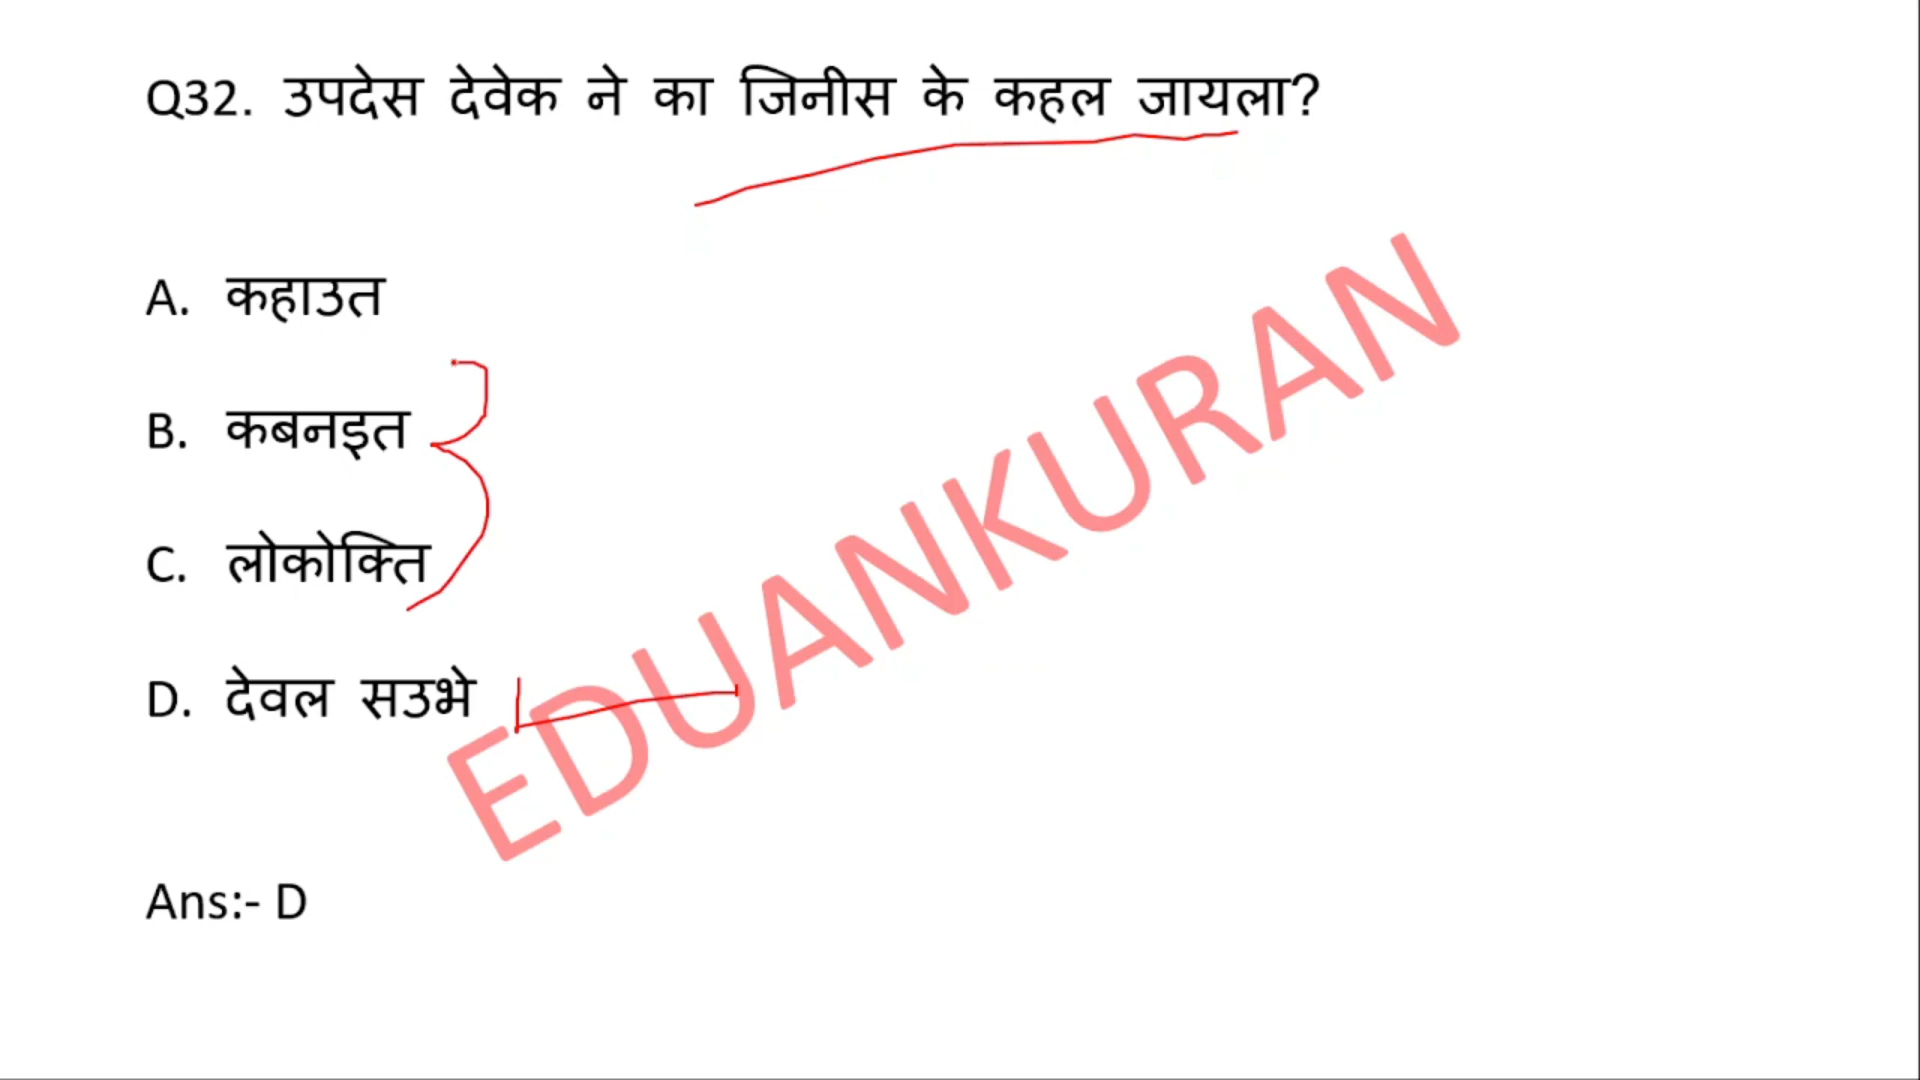 Q32. उपदेस देवेक ने का जिनीस के कहल जायला?
A. कहाउत
B. कबनइत
C. लोकोक्ति
D. देवल सउभे
EDUANKURAN
Ans:- D